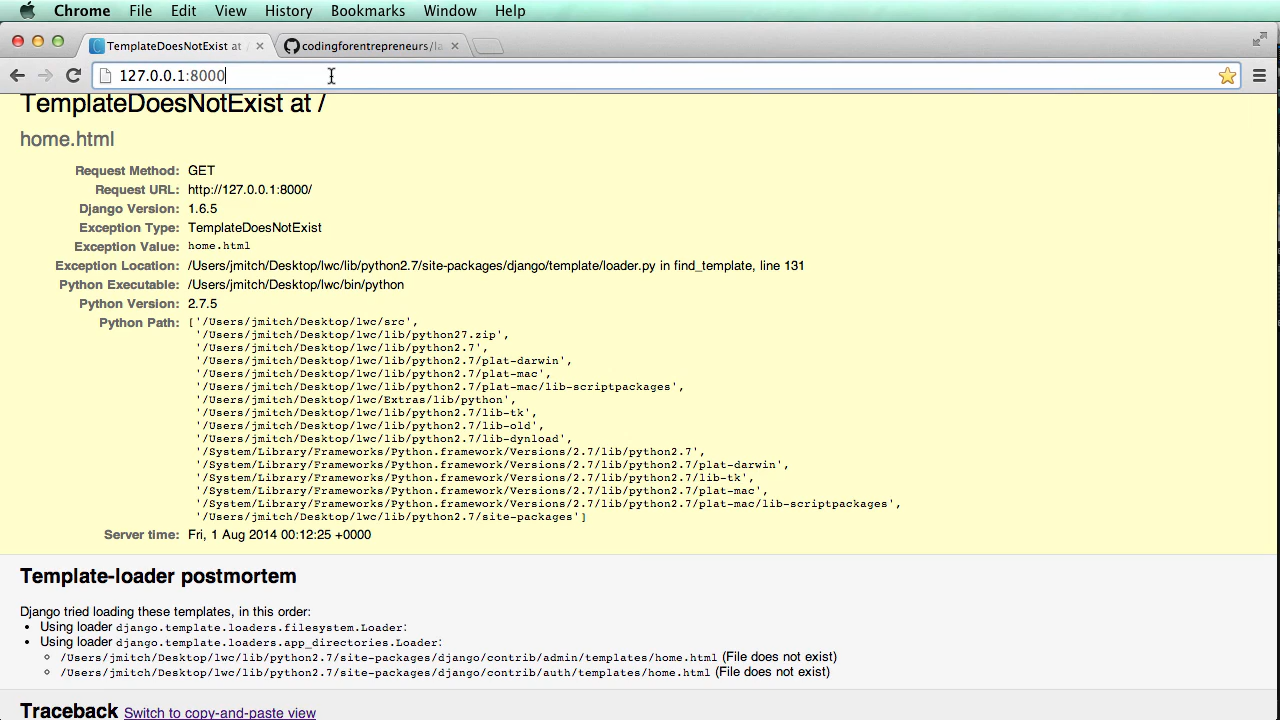 Chrome File Edit View History Bookmarks Window Help
TemplateDoesNotExist at / codingforentrepreneurs/la
127.0.0.1:8000
TemplateDoesNotExist at /
home.html
Request Method: GET
Request URL: http://127.0.0.1:8000/
Django Version: 1.6.5
Exception Type: TemplateDoesNotExist
Exception Value: home.html
Exception Location: /Users/jmitch/Desktop/lwc/lib/python2.7/site-packages/django/template/loader.py in find_template, line 131
Python Executable: /Users/jmitch/Desktop/lwc/bin/python
Python Version: 2.7.5
Python Path: ['/Users/jmitch/Desktop/lwc/src',
'/Users/jmitch/Desktop/lwc/lib/python27.zip',
'/Users/jmitch/Desktop/lwc/lib/python2.7',
'/Users/jmitch/Desktop/lwc/lib/python2.7/plat-darwin',
'/Users/jmitch/Desktop/lwc/lib/python2.7/plat-mac',
'/Users/jmitch/Desktop/lwc/lib/python2.7/plat-mac/lib-scriptpackages',
'/Users/jmitch/Desktop/lwc/Extras/lib/python',
'/Users/jmitch/Desktop/lwc/lib/python2.7/lib-tk',
'/Users/jmitch/Desktop/lwc/lib/python2.7/lib-old',
'/Users/jmitch/Desktop/lwc/lib/python2.7/lib-dynload',
'/System/Library/Frameworks/Python.framework/Versions/2.7/lib/python2.7',
'/System/Library/Frameworks/Python.framework/Versions/2.7/lib/python2.7/plat-darwin',
'/System/Library/Frameworks/Python.framework/Versions/2.7/lib/python2.7/lib-tk',
'/System/Library/Frameworks/Python.framework/Versions/2.7/lib/python2.7/plat-mac',
'/System/Library/Frameworks/Python.framework/Versions/2.7/lib/python2.7/plat-mac/lib-scriptpackages',
'/Users/jmitch/Desktop/lwc/lib/python2.7/site-packages']
Server time: Fri, 1 Aug 2014 00:12:25 +0000
Template-loader postmortem
Django tried loading these templates, in this order:
• Using loader django.template.loaders.filesystem.Loader:
• Using loader django.template.loaders.app_directories.Loader:
◦ /Users/jmitch/Desktop/lwc/lib/python2.7/site-packages/django/contrib/admin/templates/home.html (File does not exist)
◦ /Users/jmitch/Desktop/lwc/lib/python2.7/site-packages/django/contrib/auth/templates/home.html (File does not exist)
Traceback Switch to copy-and-paste view